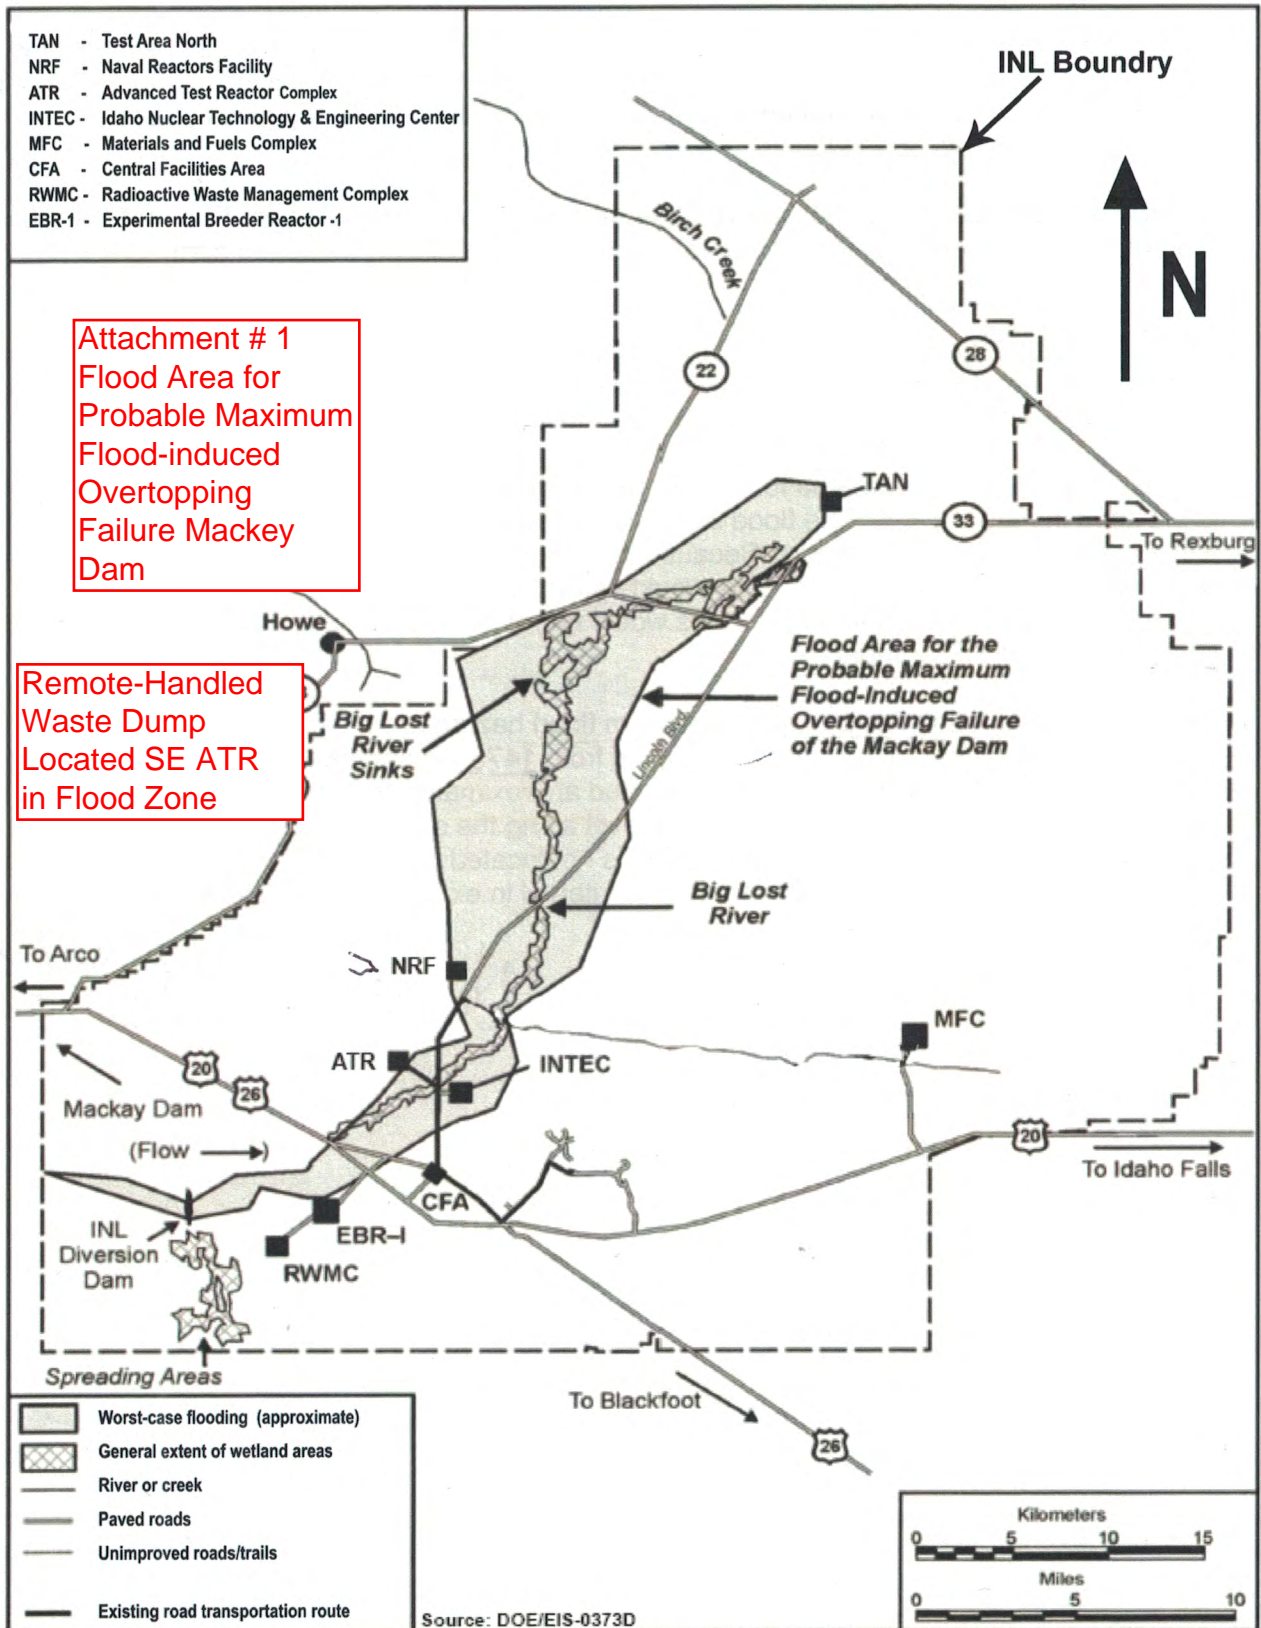 TAN - Test Area North
NRF - Naval Reactors Facility
ATR - Advanced Test Reactor Complex
INTEC - Idaho Nuclear Technology & Engineering Center
MFC - Materials and Fuels Complex
CFA - Central Facilities Area
RWMC - Radioactive Waste Management Complex
EBR-1 - Experimental Breeder Reactor -1
INL Boundry
N
Birch Creek
Attachment # 1
Flood Area for
Probable Maximum
Flood-induced
Overtopping
Failure Mackey
Dam
22
28
TAN
33
To Rexburg
Howe
Remote-Handled
Waste Dump
Located SE ATR
in Flood Zone
Big Lost
River
Sinks
Flood Area for the
Probable Maximum
Flood-Induced
Overtopping Failure
of the Mackay Dam
Lincoln Blvd.
Big Lost
River
To Arco
NRF
MFC
ATR
INTEC
20
26
Mackay Dam
(Flow )
20
To Idaho Falls
CFA
EBR–I
RWMC
INL
Diversion
Dam
Spreading Areas
To Blackfoot
26
Worst-case flooding (approximate)
General extent of wetland areas
River or creek
Paved roads
Unimproved roads/trails
Existing road transportation route
Source: DOE/EIS-0373D
Kilometers
0 5 10 15
Miles
0 5 10